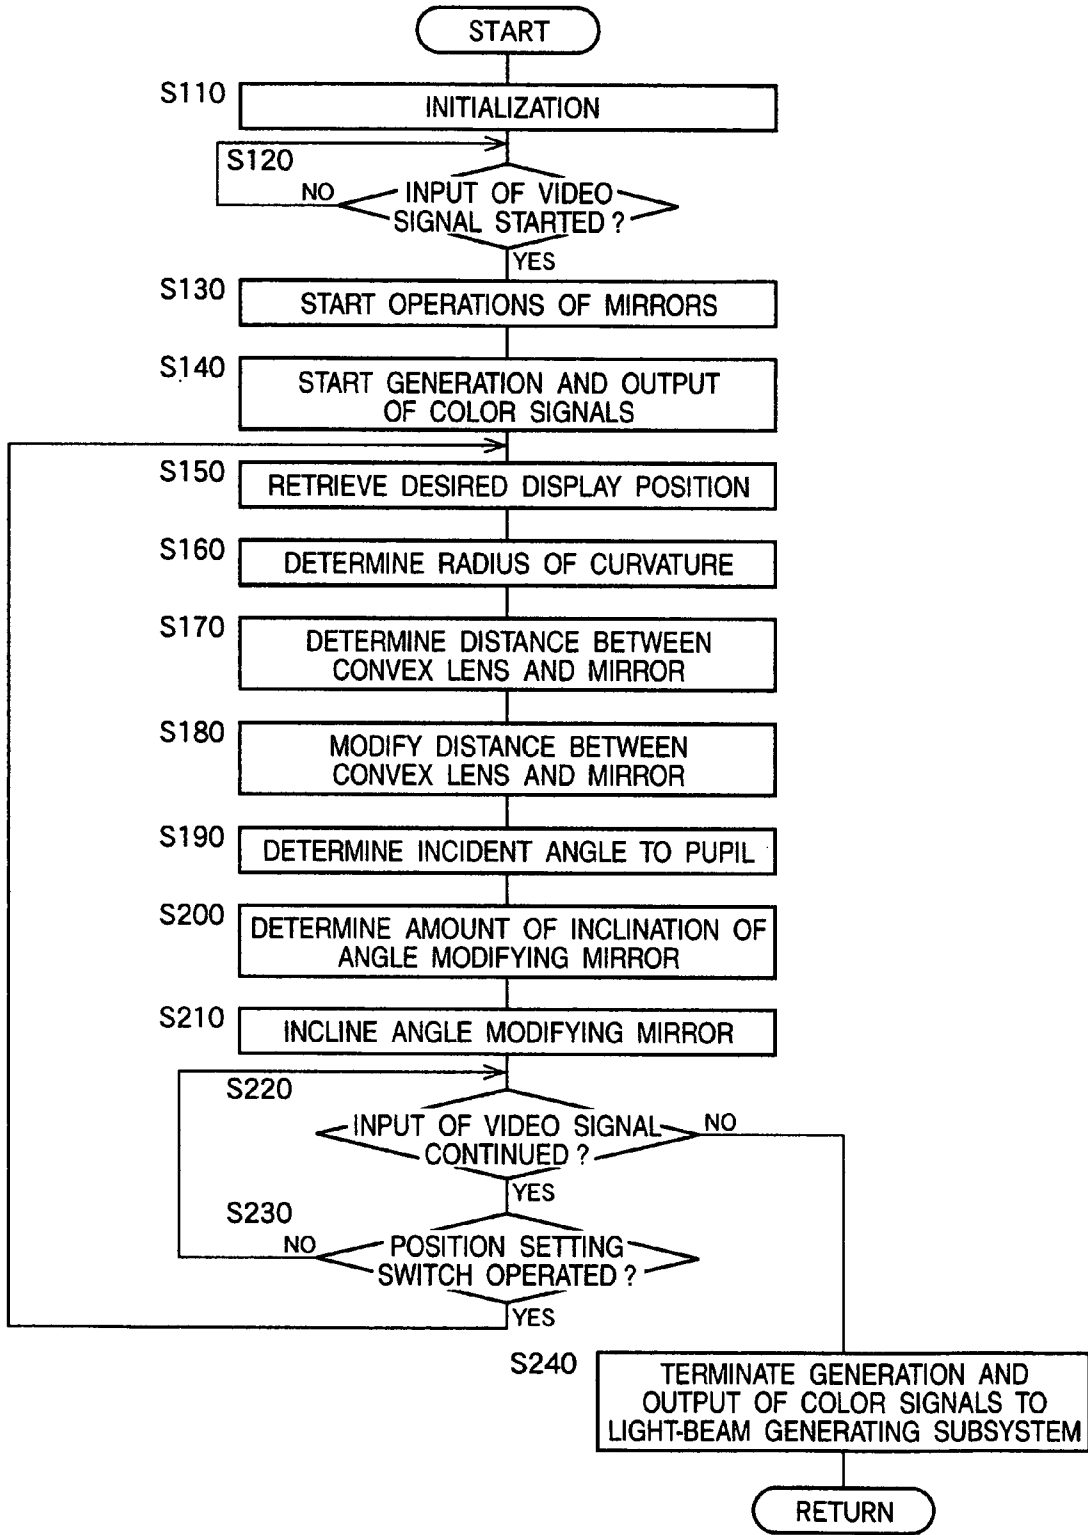 START
S110
INITIALIZATION
S120
NO
INPUT OF VIDEO
SIGNAL STARTED ?
YES
S130
START OPERATIONS OF MIRRORS
S140
START GENERATION AND OUTPUT
OF COLOR SIGNALS
S150
RETRIEVE DESIRED DISPLAY POSITION
S160
DETERMINE RADIUS OF CURVATURE
S170
DETERMINE DISTANCE BETWEEN
CONVEX LENS AND MIRROR
S180
MODIFY DISTANCE BETWEEN
CONVEX LENS AND MIRROR
S190
DETERMINE INCIDENT ANGLE TO PUPIL
S200
DETERMINE AMOUNT OF INCLINATION OF
ANGLE MODIFYING MIRROR
S210
INCLINE ANGLE MODIFYING MIRROR
S220
INPUT OF VIDEO SIGNAL
CONTINUED ?
NO
YES
S230
NO
POSITION SETTING
SWITCH OPERATED ?
YES
S240
TERMINATE GENERATION AND
OUTPUT OF COLOR SIGNALS TO
LIGHT-BEAM GENERATING SUBSYSTEM
RETURN